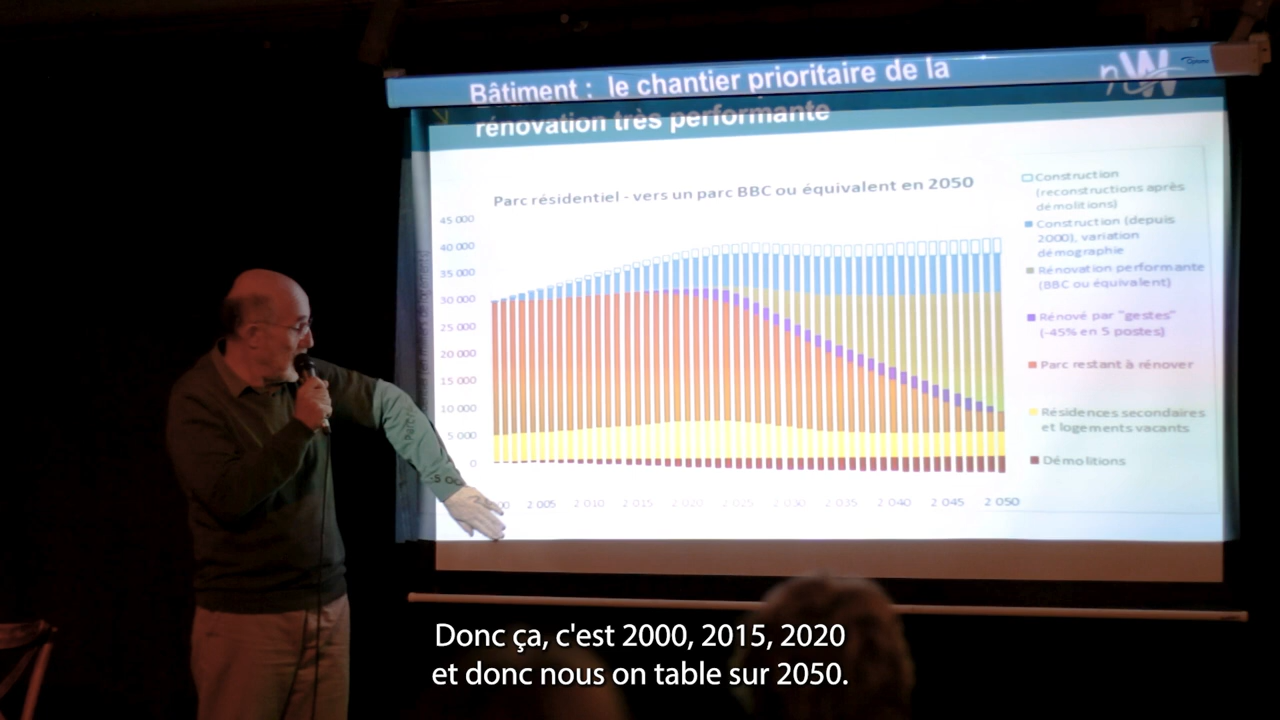 Bâtiment : le chantier prioritaire de la
rénovation très performante
nW
Optoma
Parc résidentiel - vers un parc BBC ou équivalent en 2050
45 000
40 000
35 000
30 000
25 000
20 000
15 000
10 000
5 000
0
2 005
2 010
2 015
2 020
2 025
2 030
2 035
2 040
2 045
2 050
Construction
(reconstructions après
démolitions)
Construction (depuis
2000), variation
démographie
Rénovation performante
(BBC ou équivalent)
Rénové par "gestes"
(-45% en 5 postes)
Parc restant à rénover
Résidences secondaires
et logements vacants
Démolitions
Donc ça, c'est 2000, 2015, 2020
et donc nous on table sur 2050.